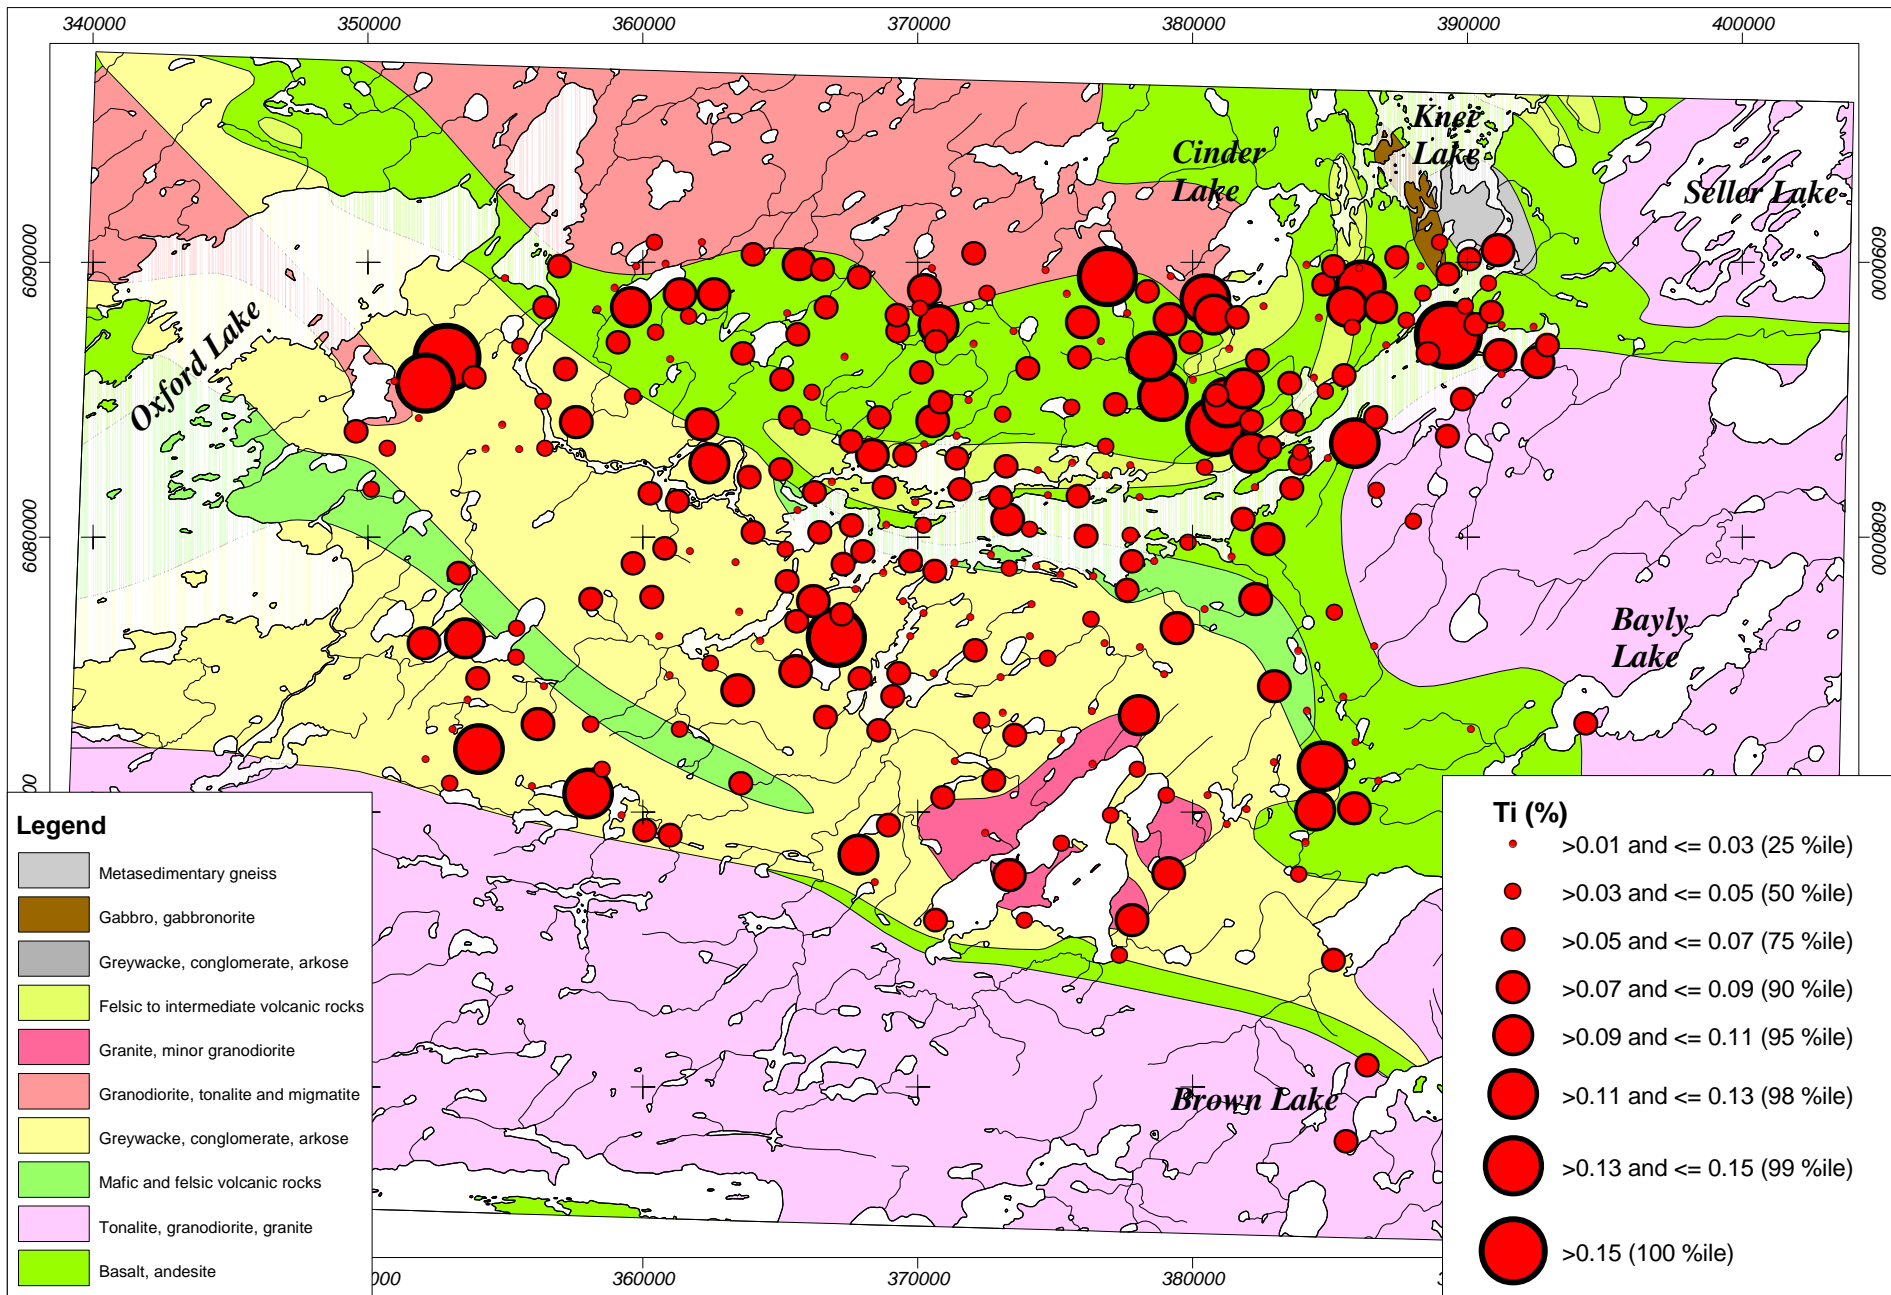 340000 350000 360000 370000 380000 390000 400000
Knee
Lake
Cinder
Lake
Seller Lake
6090000
6090000
Oxford Lake
6080000
6080000
Bayly
Lake
Brown Lake
Legend
Metasedimentary gneiss
Gabbro, gabbronorite
Greywacke, conglomerate, arkose
Felsic to intermediate volcanic rocks
Granite, minor granodiorite
Granodiorite, tonalite and migmatite
Greywacke, conglomerate, arkose
Mafic and felsic volcanic rocks
Tonalite, granodiorite, granite
Basalt, andesite
Ti (%)
>0.01 and <= 0.03 (25 %ile)
>0.03 and <= 0.05 (50 %ile)
>0.05 and <= 0.07 (75 %ile)
>0.07 and <= 0.09 (90 %ile)
>0.09 and <= 0.11 (95 %ile)
>0.11 and <= 0.13 (98 %ile)
>0.13 and <= 0.15 (99 %ile)
>0.15 (100 %ile)
360000 370000 380000